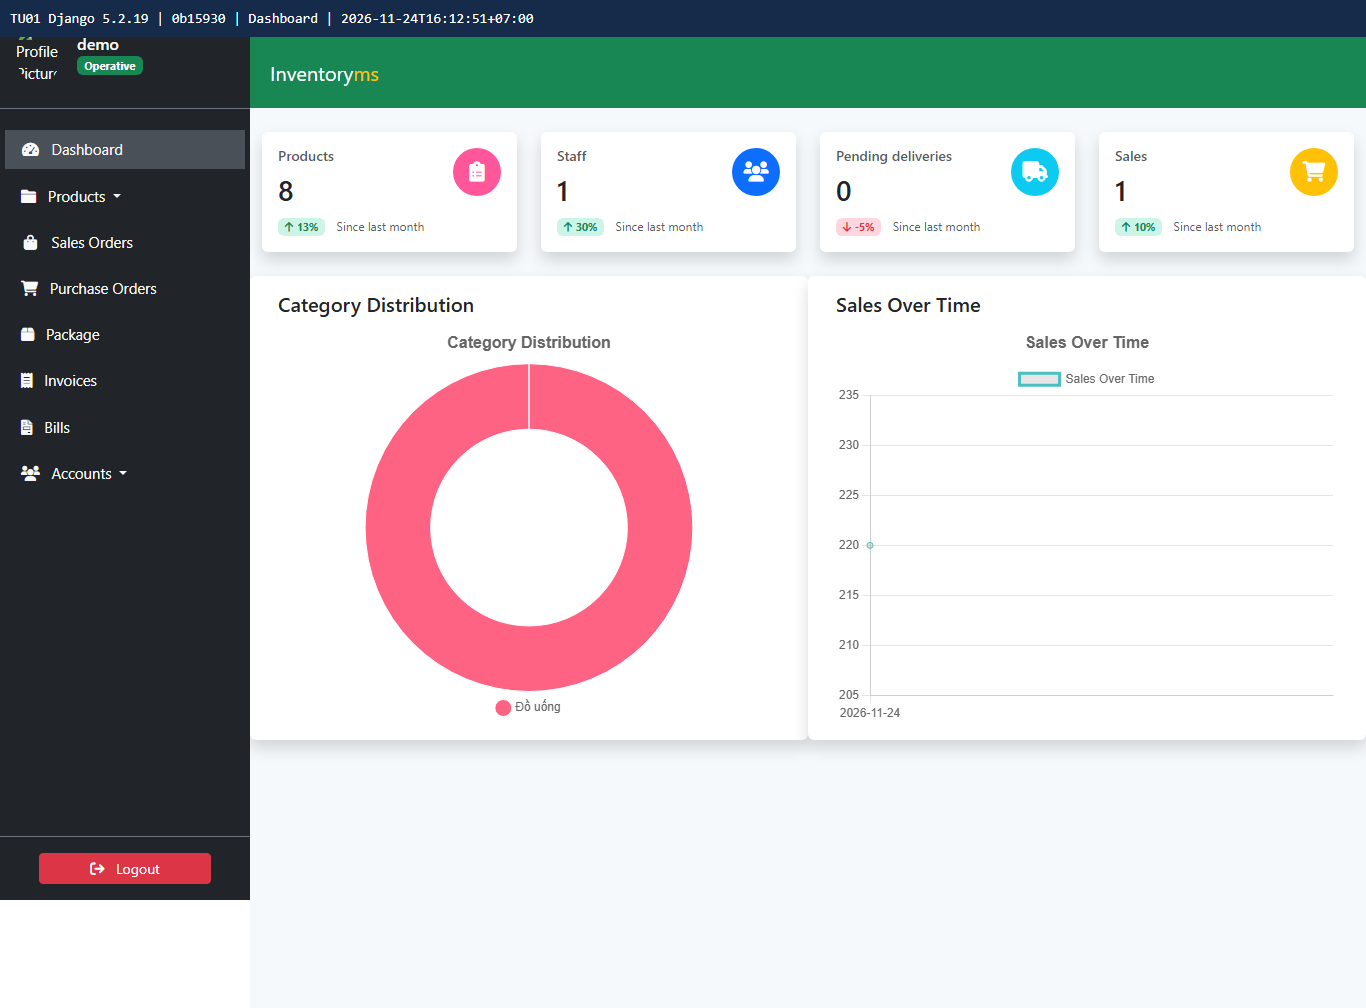 TU01 Django 5.2.19 | 0b15930 | Dashboard | 2026-11-24T16:12:51+07:00
Profile
demo
Operative
Inventoryms
Dashboard
Products
Sales Orders
Purchase Orders
Package
Invoices
Bills
Accounts
Logout
Products
8
13% Since last month
Staff
1
30% Since last month
Pending deliveries
0
-5% Since last month
Sales
1
10% Since last month
Category Distribution
Category Distribution
Đồ uống
Sales Over Time
Sales Over Time
Sales Over Time
235
230
225
220
215
210
205
2026-11-24